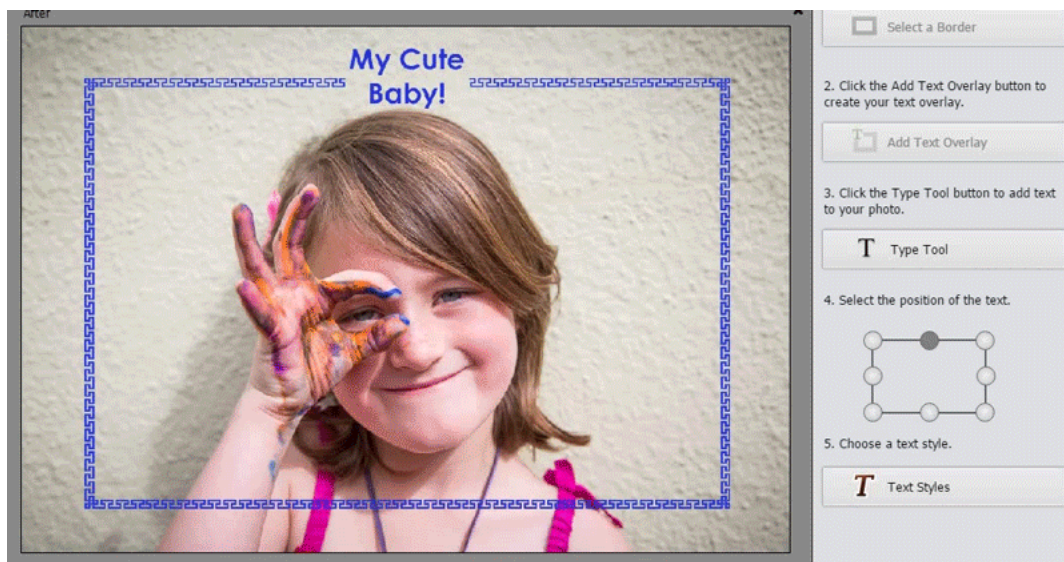 After
My Cute
Baby!
Select a Border
2. Click the Add Text Overlay button to
create your text overlay.
T Add Text Overlay
3. Click the Type Tool button to add text
to your photo.
T Type Tool
4. Select the position of the text.
5. Choose a text style.
T Text Styles